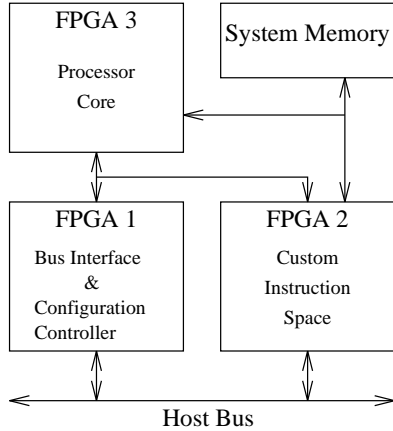 FPGA 3
Processor
Core
System Memory
FPGA 1
Bus Interface
&
Configuration
Controller
FPGA 2
Custom
Instruction
Space
Host Bus